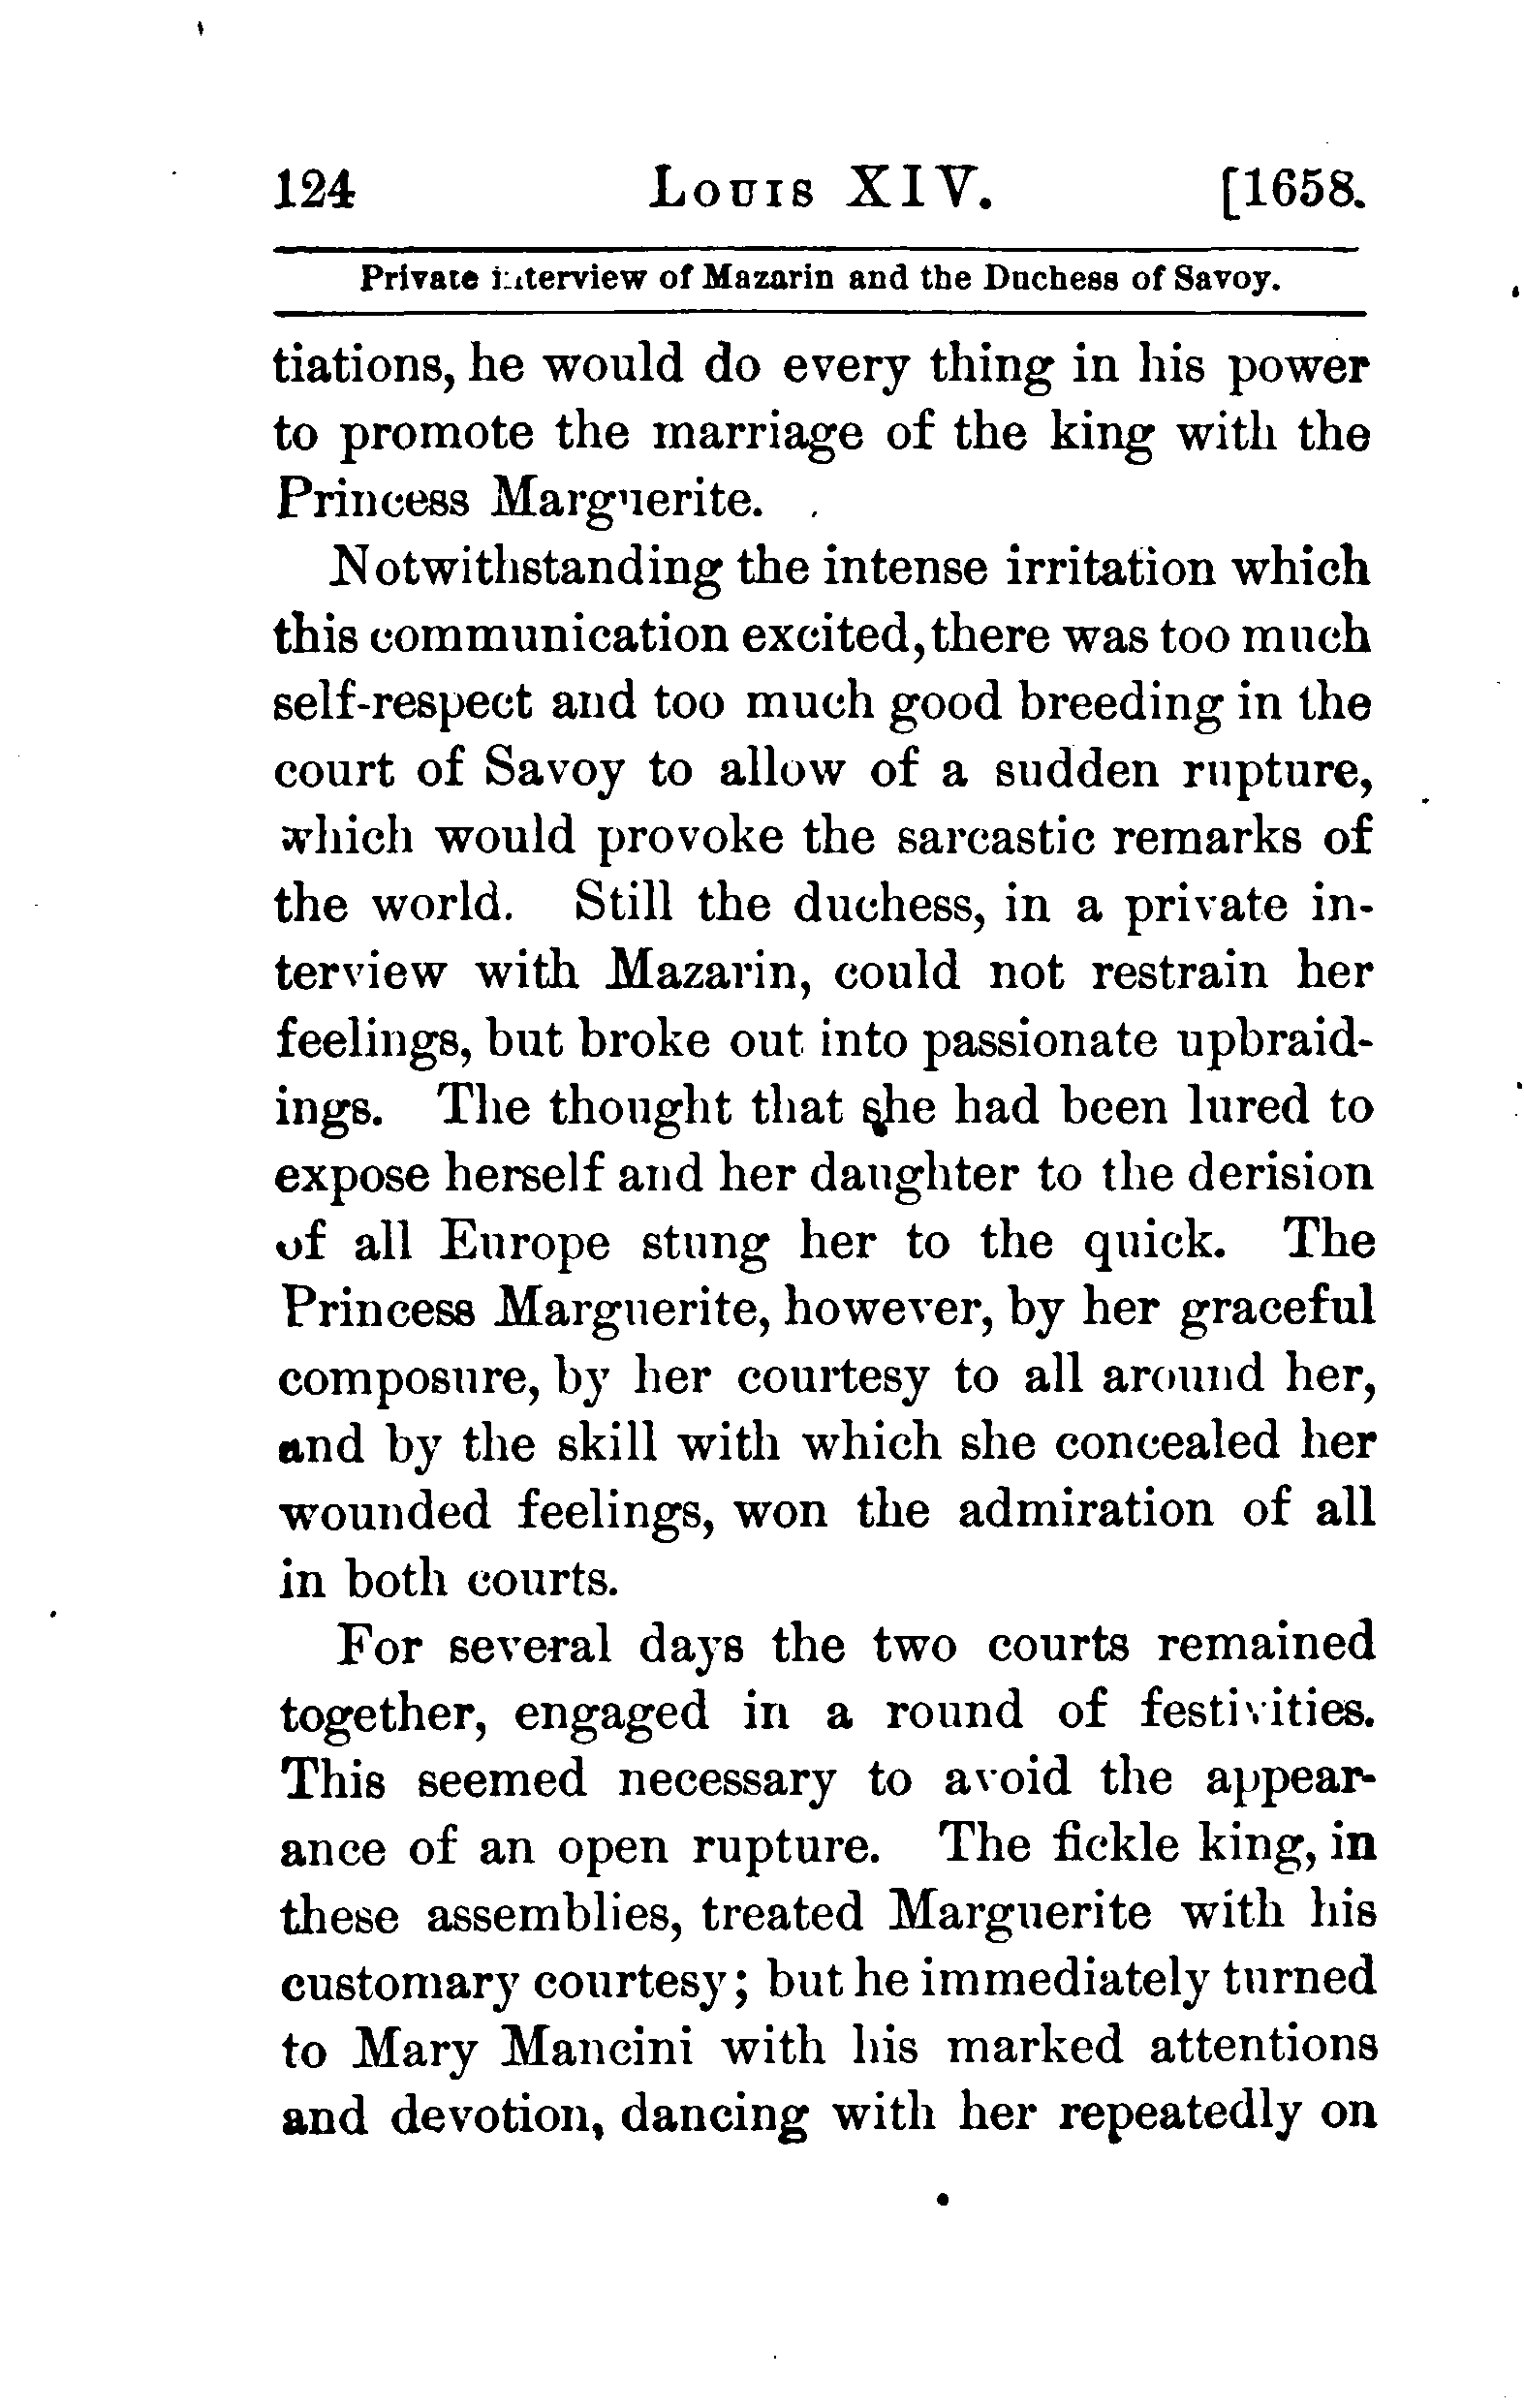 124 Louis XIV. [1658.
Private interview of Mazarin and the Duchess of Savoy.
tiations, he would do every thing in his power
to promote the marriage of the king with the
Princess Marguerite.
Notwithstanding the intense irritation which
this communication excited, there was too much
self-respect and too much good breeding in the
court of Savoy to allow of a sudden rupture,
which would provoke the sarcastic remarks of
the world. Still the duchess, in a private in-
terview with Mazarin, could not restrain her
feelings, but broke out into passionate upbraid-
ings. The thought that she had been lured to
expose herself and her daughter to the derision
of all Europe stung her to the quick. The
Princess Marguerite, however, by her graceful
composure, by her courtesy to all around her,
and by the skill with which she concealed her
wounded feelings, won the admiration of all
in both courts.
For several days the two courts remained
together, engaged in a round of festivities.
This seemed necessary to avoid the appear-
ance of an open rupture. The fickle king, in
these assemblies, treated Marguerite with his
customary courtesy; but he immediately turned
to Mary Mancini with his marked attentions
and devotion, dancing with her repeatedly on